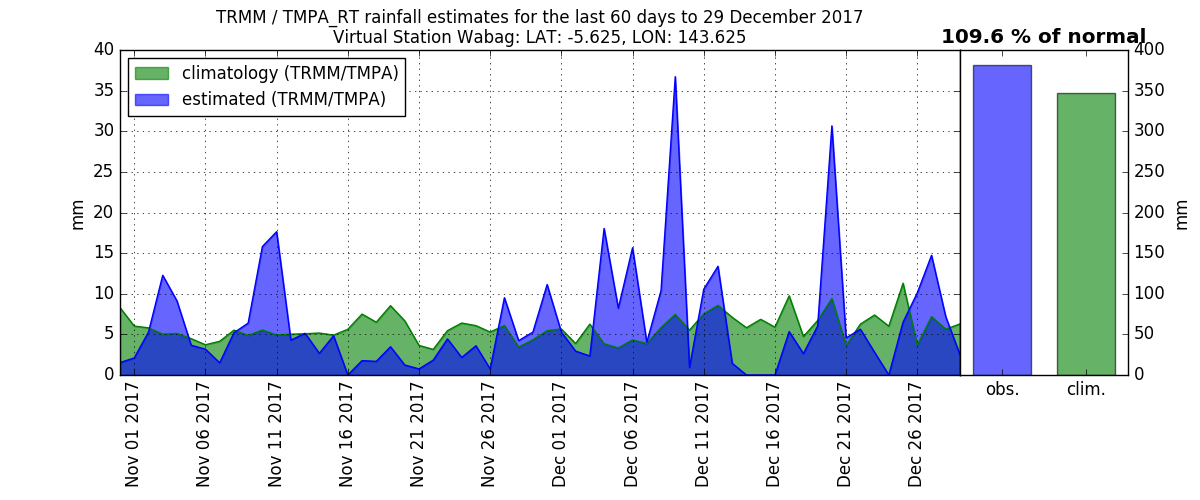 TRMM / TMPA_RT rainfall estimates for the last 60 days to 29 December 2017
Virtual Station Wabag: LAT: -5.625, LON: 143.625
109.6 % of normal
climatology (TRMM/TMPA)
estimated (TRMM/TMPA)
40
35
30
25
20
15
10
5
0
mm
Nov 01 2017
Nov 06 2017
Nov 11 2017
Nov 16 2017
Nov 21 2017
Nov 26 2017
Dec 01 2017
Dec 06 2017
Dec 11 2017
Dec 16 2017
Dec 21 2017
Dec 26 2017
400
350
300
250
200
150
100
50
0
mm
obs.
clim.